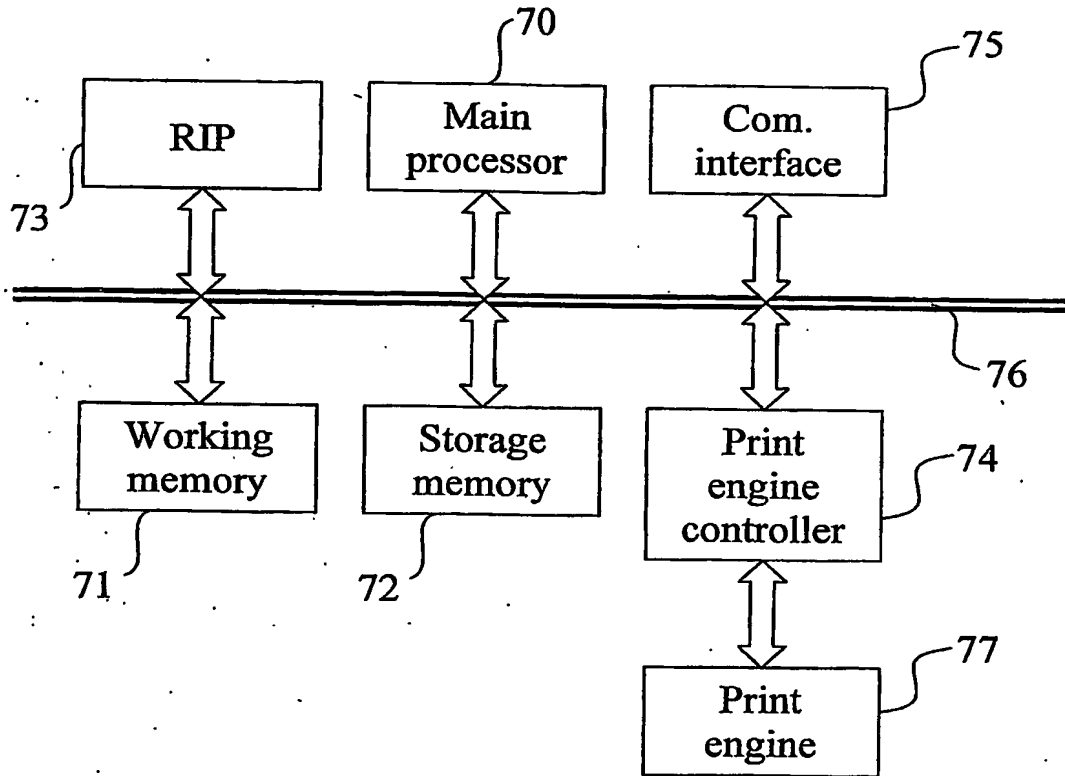 70
75
RIP
Main
processor
Com.
interface
73
76
Working
memory
Storage
memory
Print
engine
controller
74
71
72
77
Print
engine